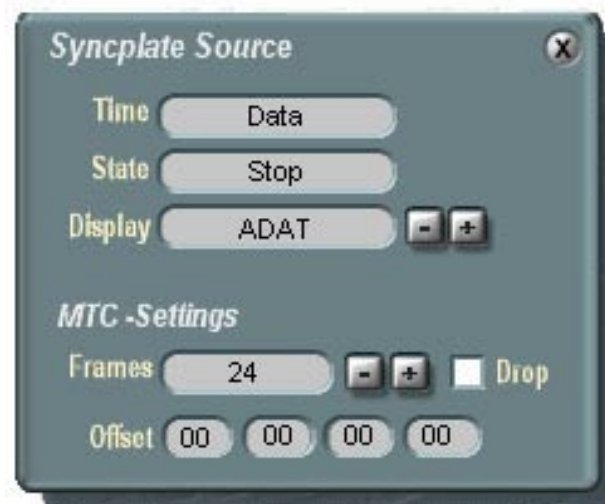 Syncplate Source X
Time Data
State Stop
Display ADAT - +
MTC -Settings
Frames 24 - + Drop
Offset 00 00 00 00